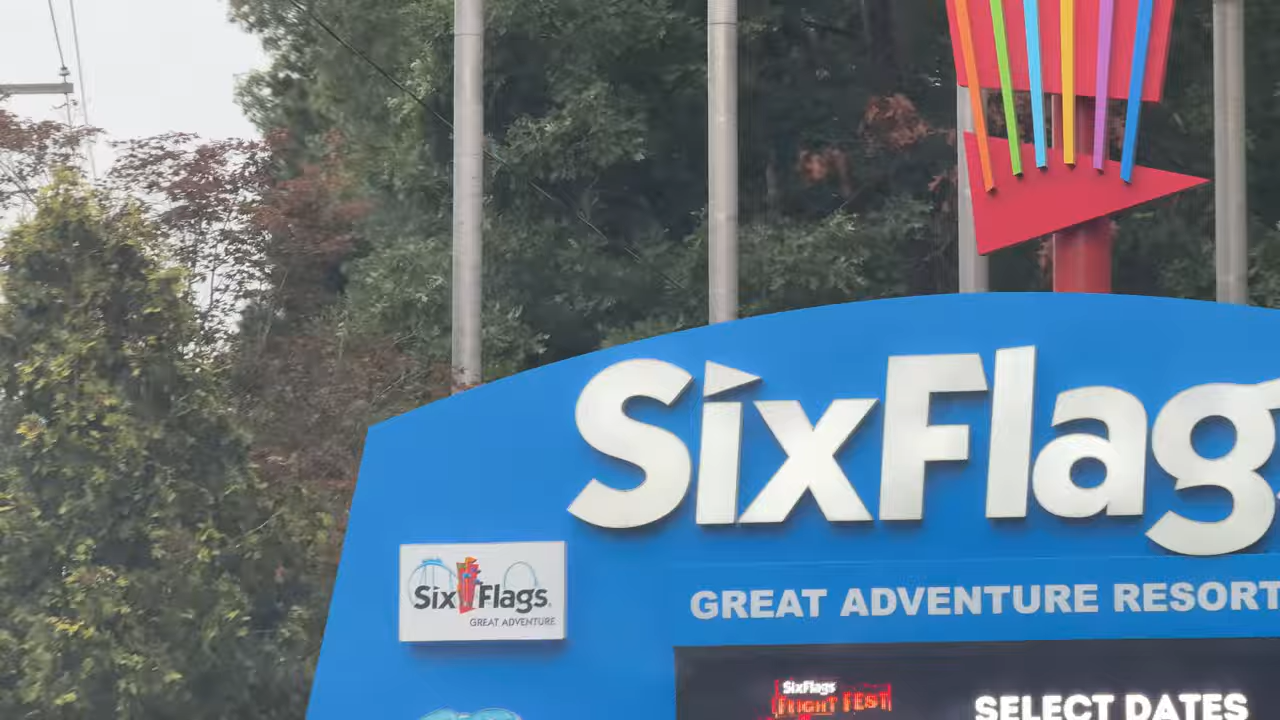 SixFlag
GREAT ADVENTURE RESORT
Six Flags
GREAT ADVENTURE
SixFlags
FRIGHT FEST
SELECT DATES